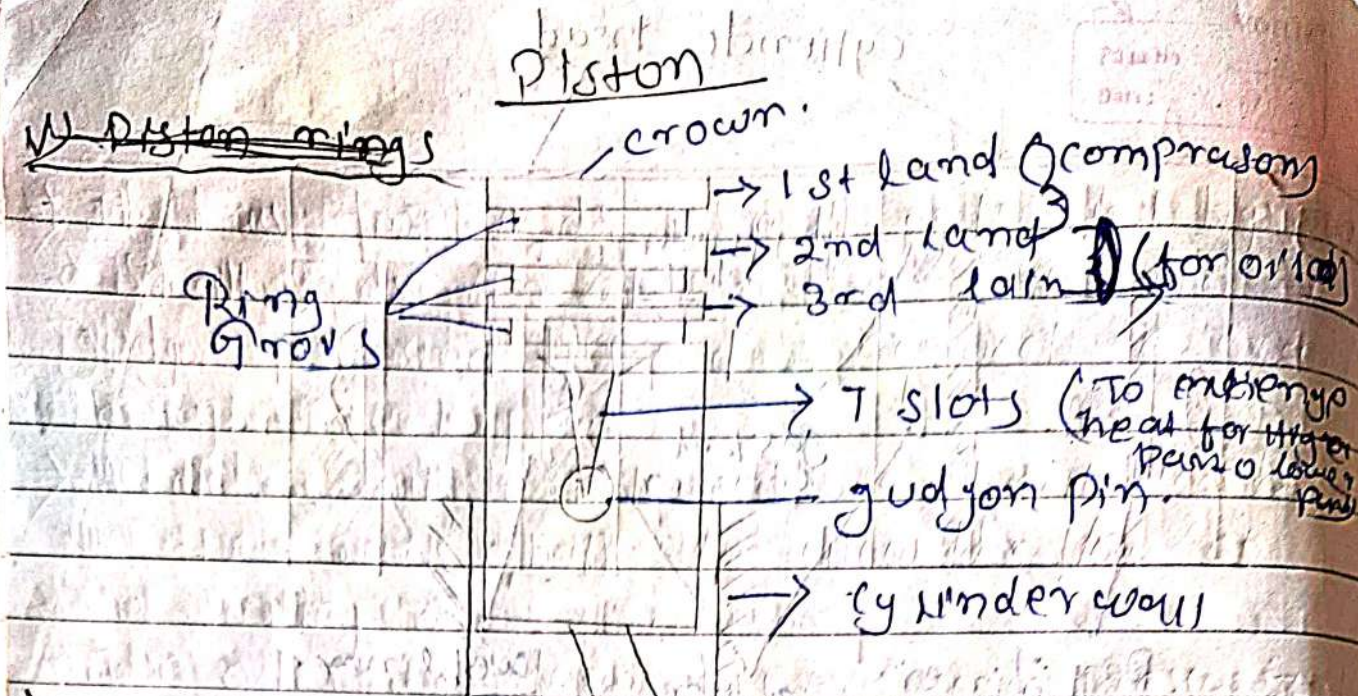 Piston
Piston rings
crown.
→ 1st land (comprason)
→ 2nd land
→ 3rd lain (for oil)
Ring
Grovs
→ T slots (To
heat for
gudjon pin.
→ cylinder wall